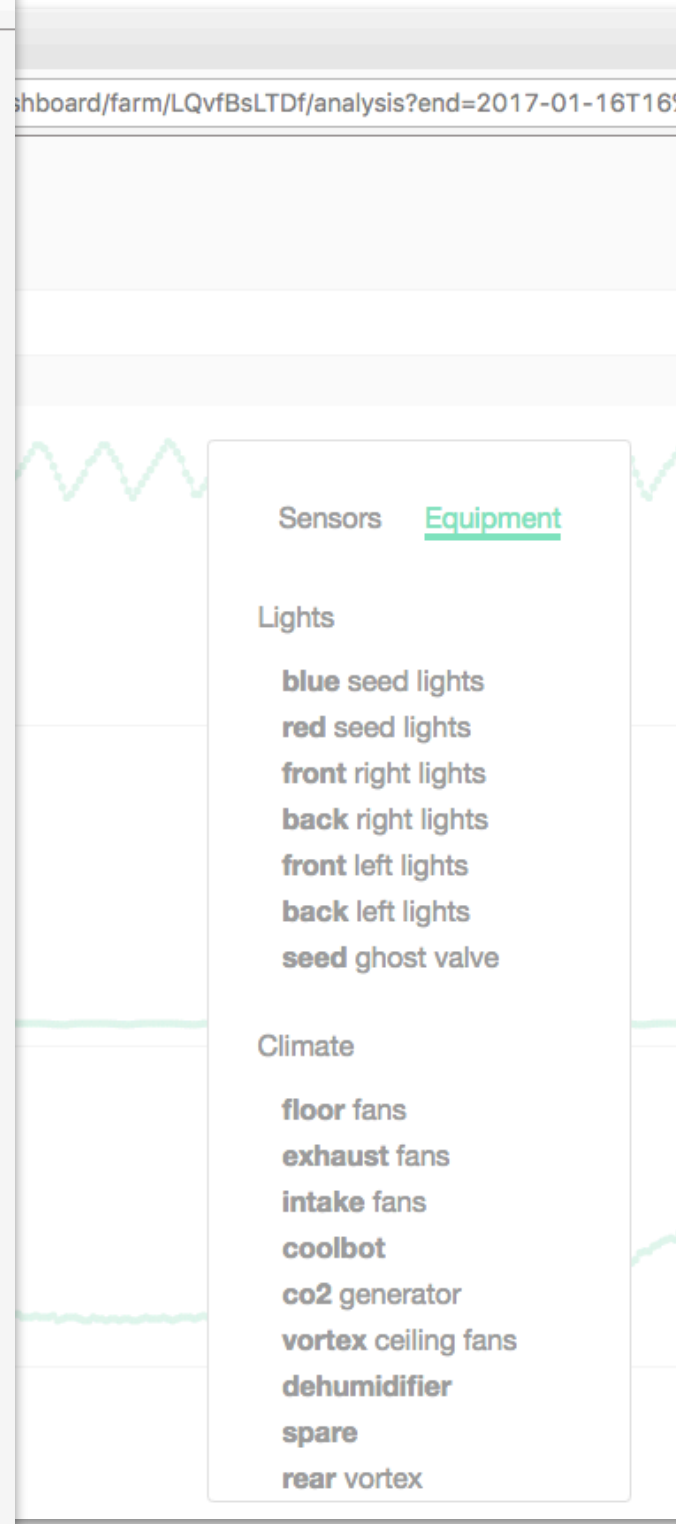 shboard/farm/LQvfBsLTDf/analysis?end=2017-01-16T16
Sensors Equipment
Lights
blue seed lights
red seed lights
front right lights
back right lights
front left lights
back left lights
seed ghost valve
Climate
floor fans
exhaust fans
intake fans
coolbot
co2 generator
vortex ceiling fans
dehumidifier
spare
rear vortex